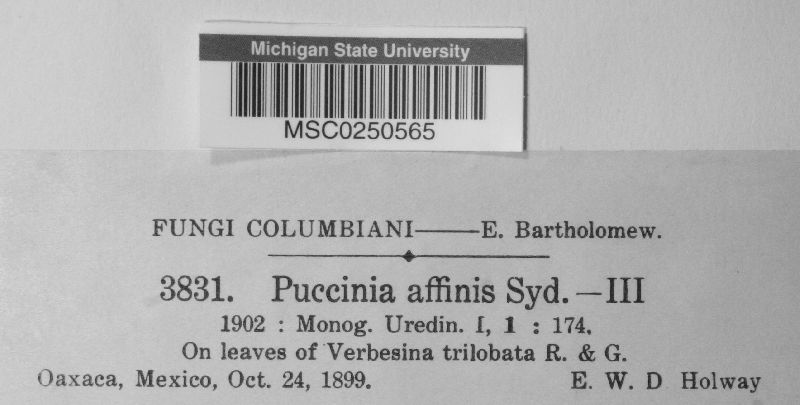 Michigan State University
MSC0250565
FUNGI COLUMBIANI——E. Bartholomew.
3831. Puccinia affinis Syd.—III
1902 : Monog. Uredin. I, 1 : 174.
On leaves of Verbesina trilobata R. & G.
Oaxaca, Mexico, Oct. 24, 1899. E. W. D Holway